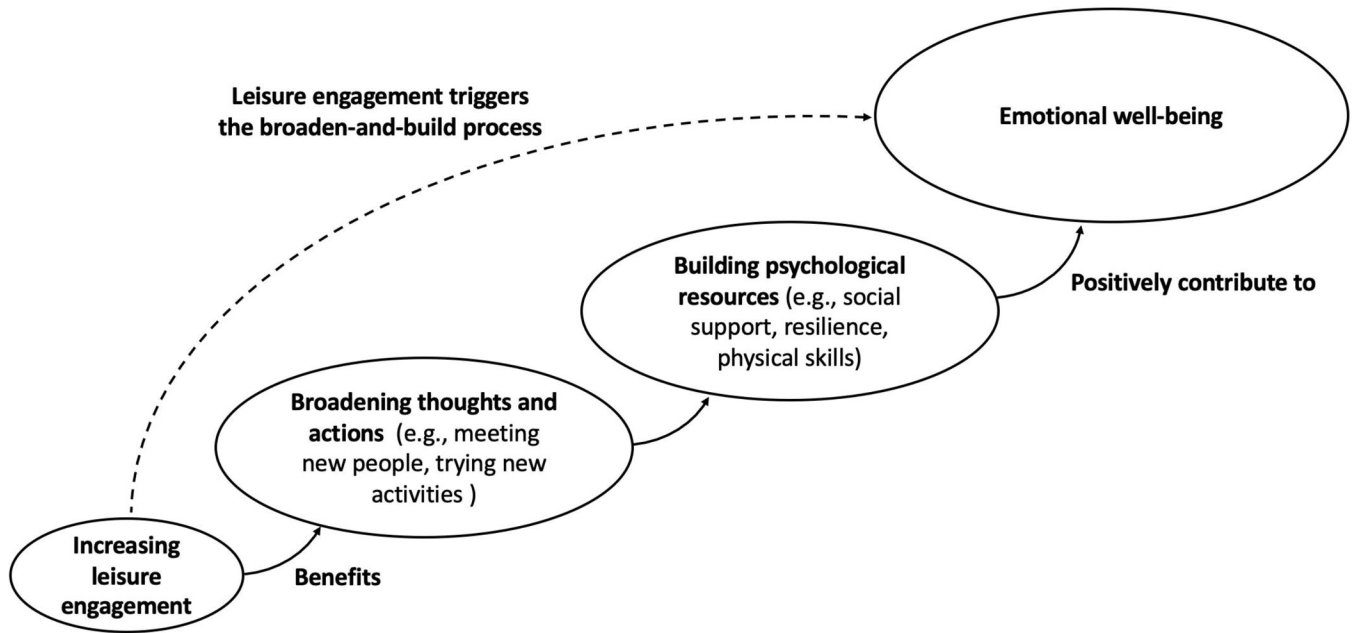 Leisure engagement triggers
the broaden-and-build process
Emotional well-being
Building psychological
resources (e.g., social
support, resilience,
physical skills)
Positively contribute to
Broadening thoughts and
actions (e.g., meeting
new people, trying new
activities )
Increasing
leisure
engagement
Benefits